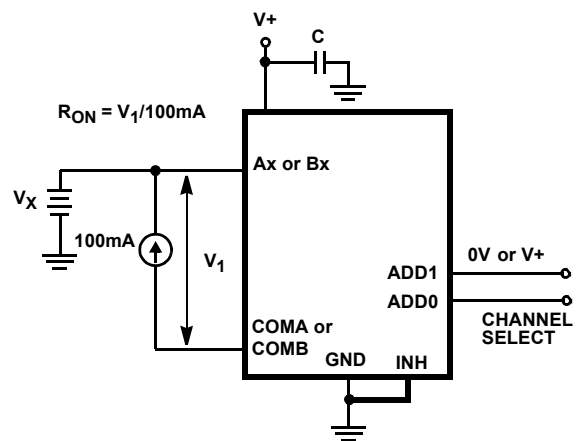 V+
C
RON = V1/100mA
Ax or Bx
VX
100mA
V1
0V or V+
ADD1
ADD0
CHANNEL
SELECT
COMA or
COMB
GND
INH